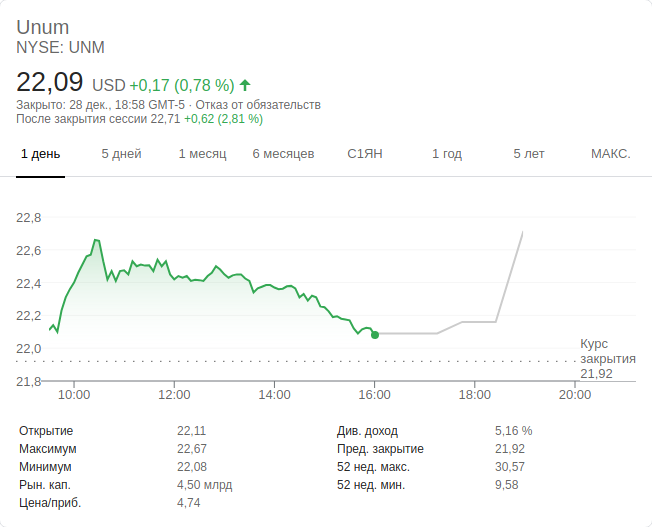 Unum
NYSE: UNM
22,09 USD +0,17 (0,78 %)
Закрыто: 28 дек., 18:58 GMT-5 · Отказ от обязательств
После закрытия сессии 22,71 +0,62 (2,81 %)
1 день 5 дней 1 месяц 6 месяцев С1ЯН 1 год 5 лет МАКС.
22,8
22,6
22,4
22,2
22,0
Курс
закрытия
21,92
21,8
10:00 12:00 14:00 16:00 18:00 20:00
Открытие 22,11 Див. доход 5,16 %
Максимум 22,67 Пред. закрытие 21,92
Минимум 22,08 52 нед. макс. 30,57
Рын. кап. 4,50 млрд 52 нед. мин. 9,58
Цена/приб. 4,74